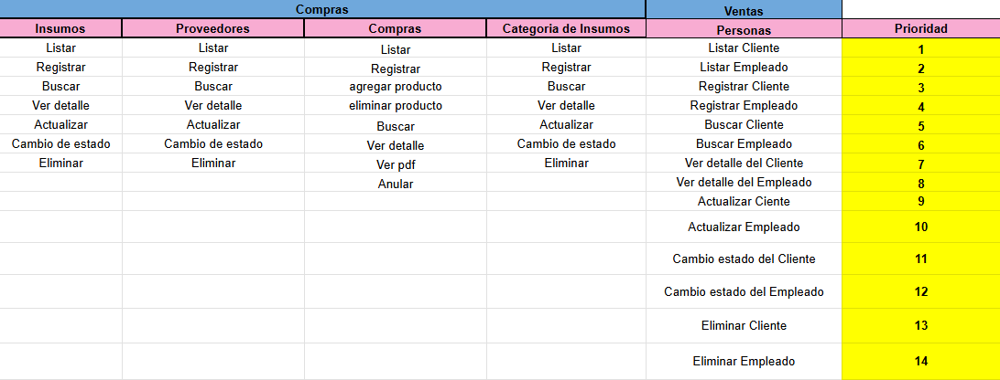 Compras Ventas
Insumos Proveedores Compras Categoria de Insumos Personas Prioridad
Listar Listar Listar Listar Listar Cliente 1
Registrar Registrar Registrar Registrar Listar Empleado 2
Buscar Buscar agregar producto Buscar Registrar Cliente 3
Ver detalle Ver detalle eliminar producto Ver detalle Registrar Empleado 4
Actualizar Actualizar Buscar Actualizar Buscar Cliente 5
Cambio de estado Cambio de estado Ver detalle Cambio de estado Buscar Empleado 6
Eliminar Eliminar Ver pdf Eliminar Ver detalle del Cliente 7
Anular Ver detalle del Empleado 8
Actualizar Ciente 9
Actualizar Empleado 10
Cambio estado del Cliente 11
Cambio estado del Empleado 12
Eliminar Cliente 13
Eliminar Empleado 14